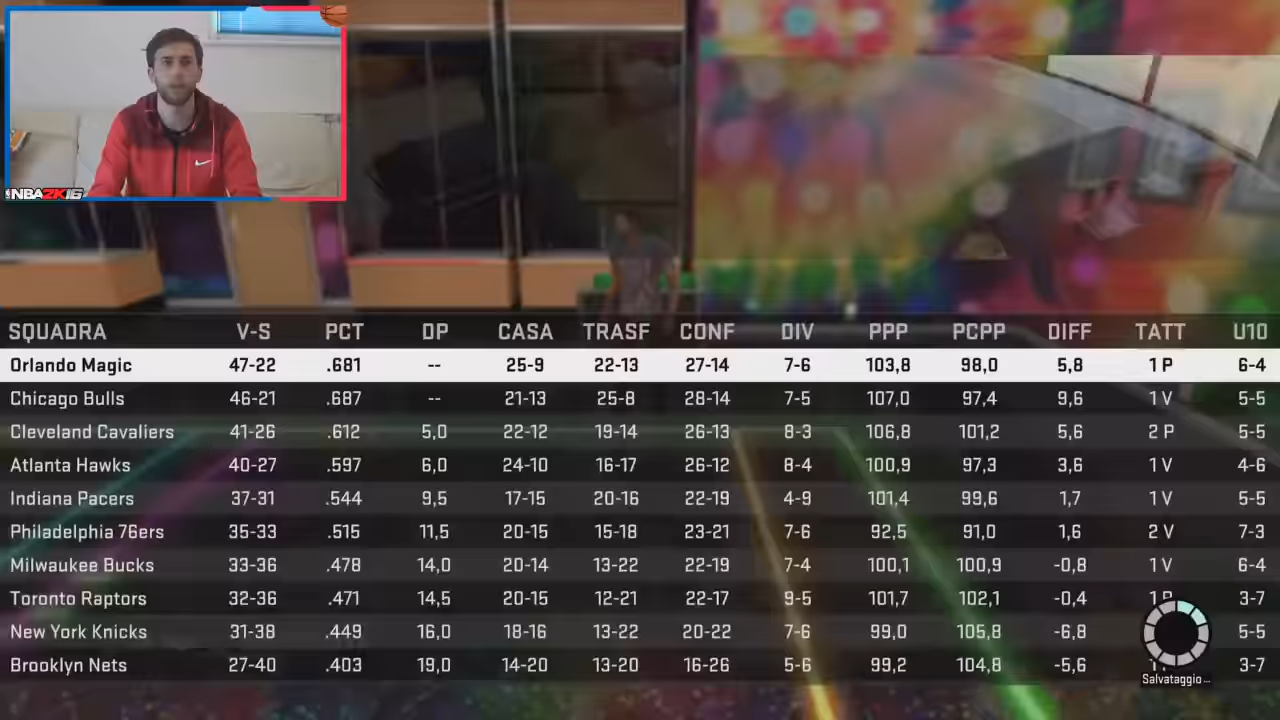 NBA2K16
SQUADRA V-S PCT DP CASA TRASF CONF DIV PPP PCPP DIFF TATT U10
Orlando Magic 47-22 .681 -- 25-9 22-13 27-14 7-6 103,8 98,0 5,8 1 P 6-4
Chicago Bulls 46-21 .687 -- 21-13 25-8 28-14 7-5 107,0 97,4 9,6 1 V 5-5
Cleveland Cavaliers 41-26 .612 5,0 22-12 19-14 26-13 8-3 106,8 101,2 5,6 2 P 5-5
Atlanta Hawks 40-27 .597 6,0 24-10 16-17 26-12 8-4 100,9 97,3 3,6 1 V 4-6
Indiana Pacers 37-31 .544 9,5 17-15 20-16 22-19 4-9 101,4 99,6 1,7 1 V 5-5
Philadelphia 76ers 35-33 .515 11,5 20-15 15-18 23-21 7-6 92,5 91,0 1,6 2 V 7-3
Milwaukee Bucks 33-36 .478 14,0 20-14 13-22 22-19 7-4 100,1 100,9 -0,8 1 V 6-4
Toronto Raptors 32-36 .471 14,5 20-15 12-21 22-17 9-5 101,7 102,1 -0,4 1 P 3-7
New York Knicks 31-38 .449 16,0 18-16 13-22 20-22 7-6 99,0 105,8 -6,8 5-5
Brooklyn Nets 27-40 .403 19,0 14-20 13-20 16-26 5-6 99,2 104,8 -5,6 3-7
Salvataggio...